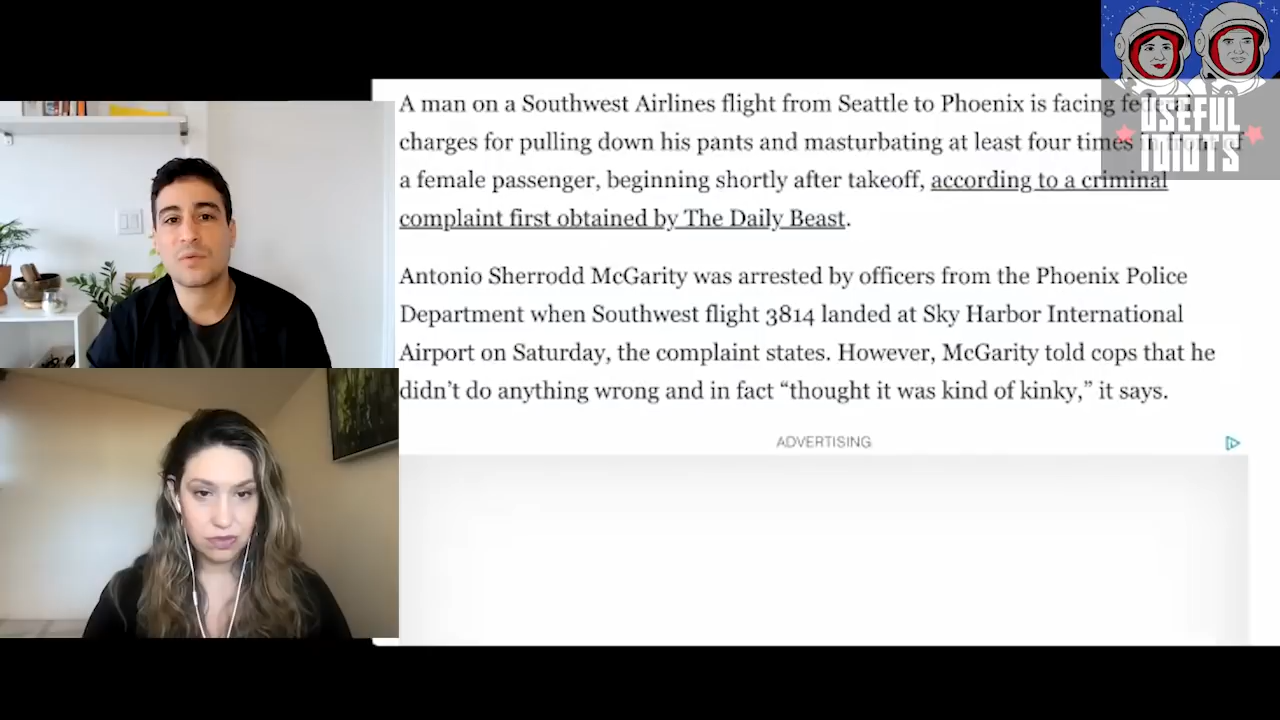 A man on a Southwest Airlines flight from Seattle to Phoenix is facing federal
charges for pulling down his pants and masturbating at least four times in front of
a female passenger, beginning shortly after takeoff, according to a criminal
complaint first obtained by The Daily Beast.
Antonio Sherrodd McGarity was arrested by officers from the Phoenix Police
Department when Southwest flight 3814 landed at Sky Harbor International
Airport on Saturday, the complaint states. However, McGarity told cops that he
didn't do anything wrong and in fact “thought it was kind of kinky,” it says.
ADVERTISING
USEFUL
IDIOTS